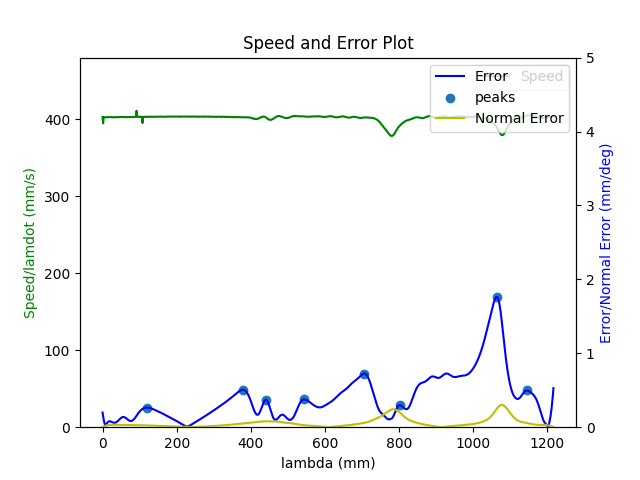 Speed and Error Plot
Speed/lamdot (mm/s)
400
300
200
100
0
Error
peaks
Normal Error
Speed
5
4
3
2
1
0
Error/Normal Error (mm/deg)
0 200 400 600 800 1000 1200
lambda (mm)